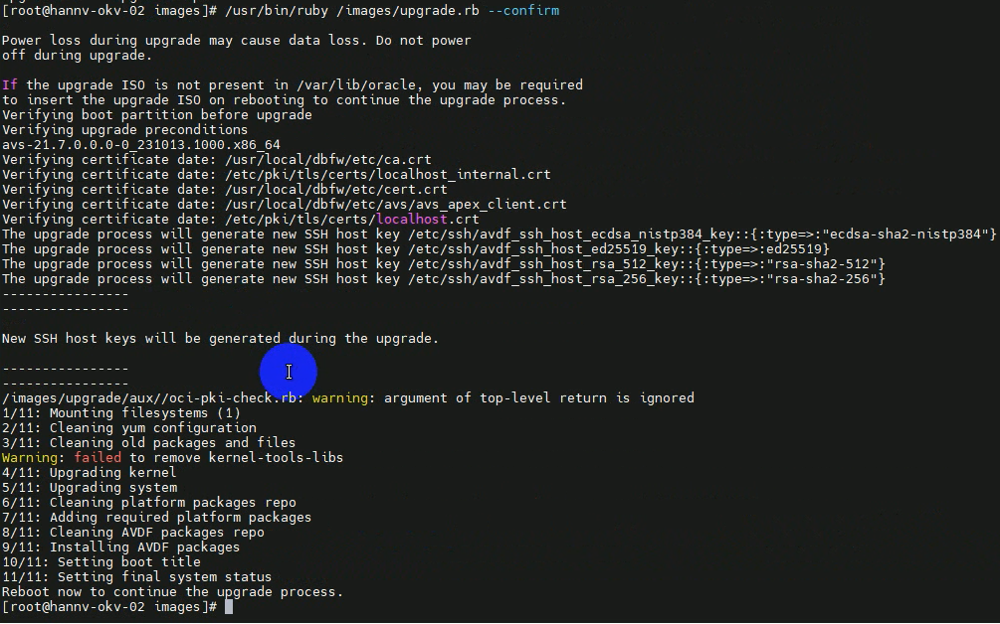 [root@hannv-okv-02 images]# /usr/bin/ruby /images/upgrade.rb --confirm
Power loss during upgrade may cause data loss. Do not power
off during upgrade.
If the upgrade ISO is not present in /var/lib/oracle, you may be required
to insert the upgrade ISO on rebooting to continue the upgrade process.
Verifying boot partition before upgrade
Verifying upgrade preconditions
avs-21.7.0.0.0-0_231013.1000.x86_64
Verifying certificate date: /usr/local/dbfw/etc/ca.crt
Verifying certificate date: /etc/pki/tls/certs/localhost_internal.crt
Verifying certificate date: /usr/local/dbfw/etc/cert.crt
Verifying certificate date: /usr/local/dbfw/etc/avs/avs_apex_client.crt
Verifying certificate date: /etc/pki/tls/certs/localhost.crt
The upgrade process will generate new SSH host key /etc/ssh/avdf_ssh_host_ecdsa_nistp384_key::{:type=>:"ecdsa-sha2-nistp384"}
The upgrade process will generate new SSH host key /etc/ssh/avdf_ssh_host_ed25519_key::{:type=>:ed25519}
The upgrade process will generate new SSH host key /etc/ssh/avdf_ssh_host_rsa_512_key::{:type=>:"rsa-sha2-512"}
The upgrade process will generate new SSH host key /etc/ssh/avdf_ssh_host_rsa_256_key::{:type=>:"rsa-sha2-256"}
----------------
----------------
New SSH host keys will be generated during the upgrade.
----------------
----------------
/images/upgrade/aux//oci-pki-check.rb: warning: argument of top-level return is ignored
1/11: Mounting filesystems (1)
2/11: Cleaning yum configuration
3/11: Cleaning old packages and files
Warning: failed to remove kernel-tools-libs
4/11: Upgrading kernel
5/11: Upgrading system
6/11: Cleaning platform packages repo
7/11: Adding required platform packages
8/11: Cleaning AVDF packages repo
9/11: Installing AVDF packages
10/11: Setting boot title
11/11: Setting final system status
Reboot now to continue the upgrade process.
[root@hannv-okv-02 images]#